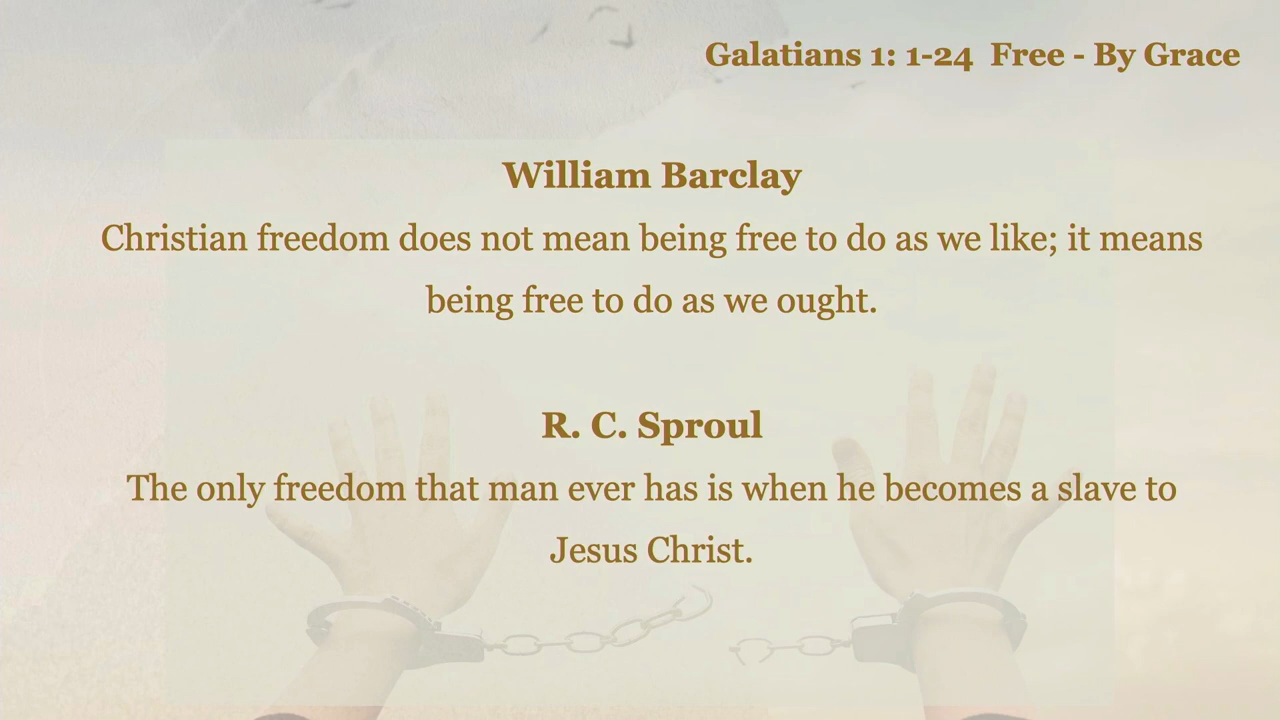 Galatians 1: 1-24  Free - By Grace
William Barclay
Christian freedom does not mean being free to do as we like; it means
being free to do as we ought.
R. C. Sproul
The only freedom that man ever has is when he becomes a slave to
Jesus Christ.